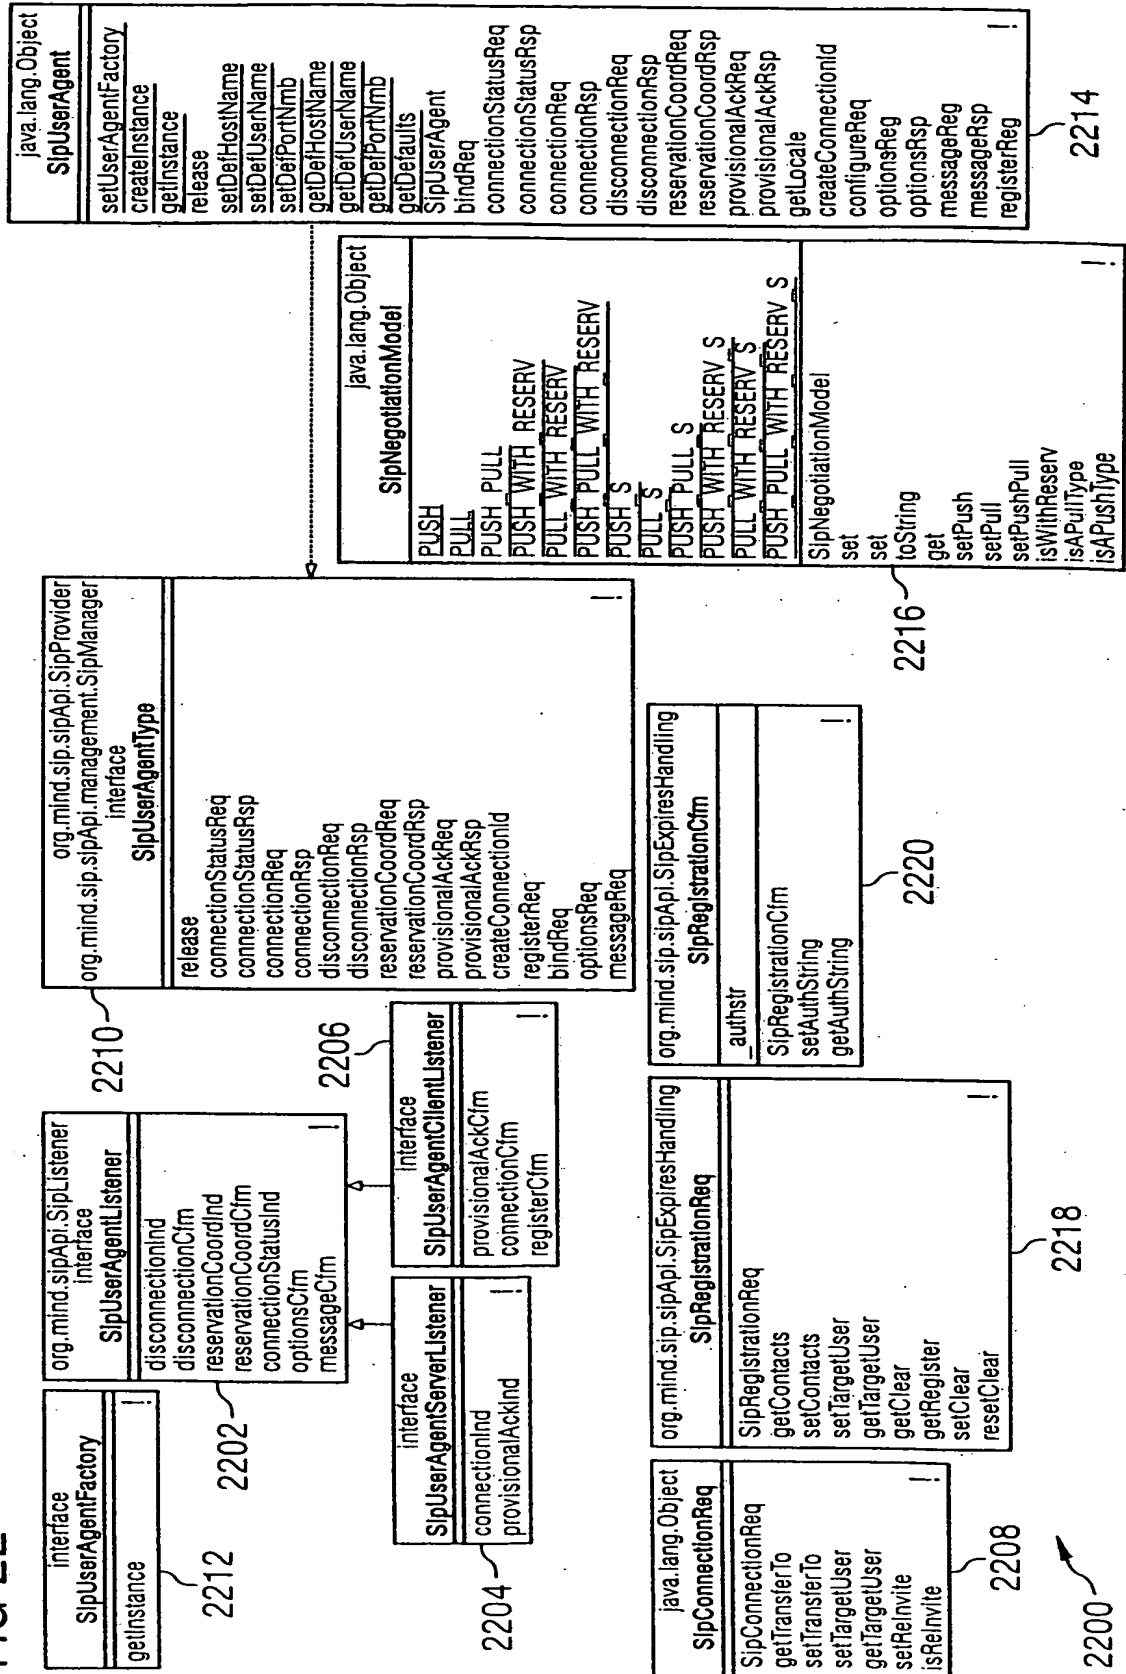 FIG 22
interface
SipUserAgentFactory
getInstance
2212
org.mind.sipApi.SipListener
interface
SipUserAgentListener
disconnectionInd
disconnectionCfm
reservationCoordInd
reservationCoordCfm
connectionStatusInd
optionsCfm
messageCfm
2202
interface
SipUserAgentServerListener
connectionInd
provisionalAckInd
2204
interface
SipUserAgentClientListener
provisionalAckCfm
connectionCfm
registerCfm
2206
org.mind.sip.sipApi.SipProvider
org.mind.sip.sipApi.management.SipManager
interface
SipUserAgentType
release
connectionStatusReq
connectionStatusRsp
connectionReq
connectionRsp
disconnectionReq
disconnectionRsp
reservationCoordReq
reservationCoordRsp
provisionalAckReq
provisionalAckRsp
createConnectionId
registerReq
bindReq
optionsReq
messageReq
2210
java.lang.Object
SipUserAgent
setUserAgentFactory
createInstance
getInstance
release
setDefHostName
setDefUserName
setDefPortNmb
getDefHostName
getDefUserName
getDefPortNmb
getDefaults
SipUserAgent
bindReq
connectionStatusReq
connectionStatusRsp
connectionReq
connectionRsp
disconnectionReq
disconnectionRsp
reservationCoordReq
reservationCoordRsp
provisionalAckReq
provisionalAckRsp
getLocale
createConnectionId
configureReq
optionsReg
optionsRsp
messageReg
messageRsp
registerReg
2214
java.lang.Object
SipConnectionReq
SipConnectionReq
getTransferTo
setTransferTo
setTargetUser
getTargetUser
setReInvite
isReInvite
2208
org.mind.sip.sipApi.SipExpiresHandling
SipRegistrationReq
SipRegistrationReq
getContacts
setContacts
setTargetUser
getTargetUser
getClear
getRegister
setClear
resetClear
2218
org.mind.sip.sipApi.SipExpiresHandling
SipRegistrationCfm
_authstr
SipRegistrationCfm
setAuthString
getAuthString
2220
java.lang.Object
SipNegotiationModel
PUSH
PULL
PUSH_PULL
PUSH_WITH_RESERV
PULL_WITH_RESERV
PUSH_PULL_WITH_RESERV
PUSH_S
PULL_S
PUSH_PULL_S
PUSH_WITH_RESERV_S
PULL_WITH_RESERV_S
PUSH_PULL_WITH_RESERV_S
SipNegotiationModel
set
set
toString
get
setPush
setPull
setPushPull
isWithReserv
isAPullType
isAPushType
2216
2200